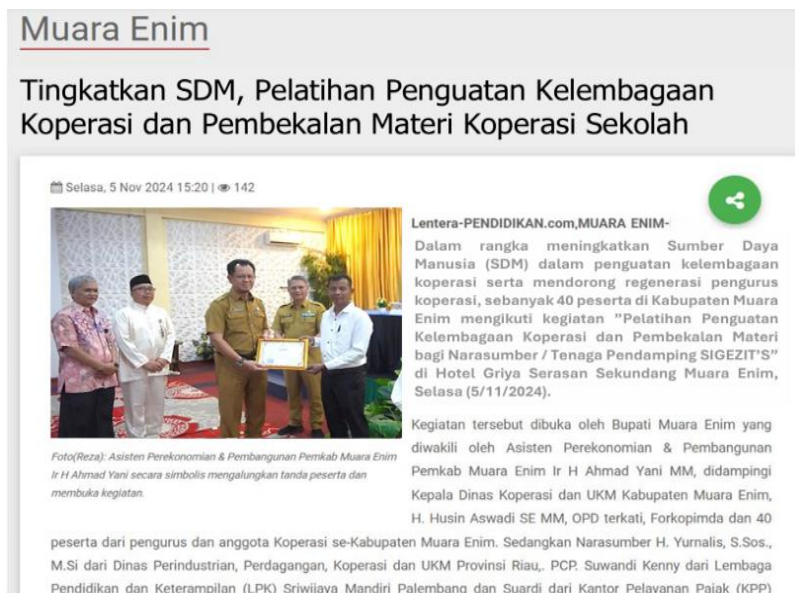 Muara Enim
Tingkatkan SDM, Pelatihan Penguatan Kelembagaan
Koperasi dan Pembekalan Materi Koperasi Sekolah
Selasa, 5 Nov 2024 15:20 | 142
Lentera-PENDIDIKAN.com,MUARA ENIM-
Dalam rangka meningkatkan Sumber Daya
Manusia (SDM) dalam penguatan kelembagaan
koperasi serta mendorong regenerasi pengurus
koperasi, sebanyak 40 peserta di Kabupaten Muara
Enim mengikuti kegiatan "Pelatihan Penguatan
Kelembagaan Koperasi dan Pembekalan Materi
bagi Narasumber / Tenaga Pendamping SIGEZIT'S"
di Hotel Griya Serasan Sekundang Muara Enim,
Selasa (5/11/2024).
Foto(Reza): Asisten Perekonomian & Pembangunan Pemkab Muara Enim
Ir H Ahmad Yani secara simbolis mengalungkan tanda peserta dan
membuka kegiatan.
Kegiatan tersebut dibuka oleh Bupati Muara Enim yang
diwakili oleh Asisten Perekonomian & Pembangunan
Pemkab Muara Enim Ir H Ahmad Yani MM, didampingi
Kepala Dinas Koperasi dan UKM Kabupaten Muara Enim,
H. Husin Aswadi SE MM, OPD terkati, Forkopimda dan 40
peserta dari pengurus dan anggota Koperasi se-Kabupaten Muara Enim. Sedangkan Narasumber H. Yurnalis, S.Sos.,
M.Si dari Dinas Perindustrian, Perdagangan, Koperasi dan UKM Provinsi Riau,. PCP. Suwandi Kenny dari Lembaga
Pendidikan dan Keterampilan (LPK) Sriwijaya Mandiri Palembang dan Suardi dari Kantor Pelayanan Pajak (KPP)